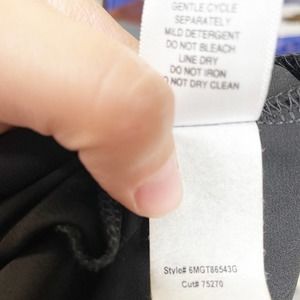 GENTLE CYCLE
SEPARATELY
MILD DETERGENT
DO NOT BLEACH
LINE DRY
DO NOT IRON
DO NOT DRY CLEAN
Style# 6MGT86543G
Cut# 75270